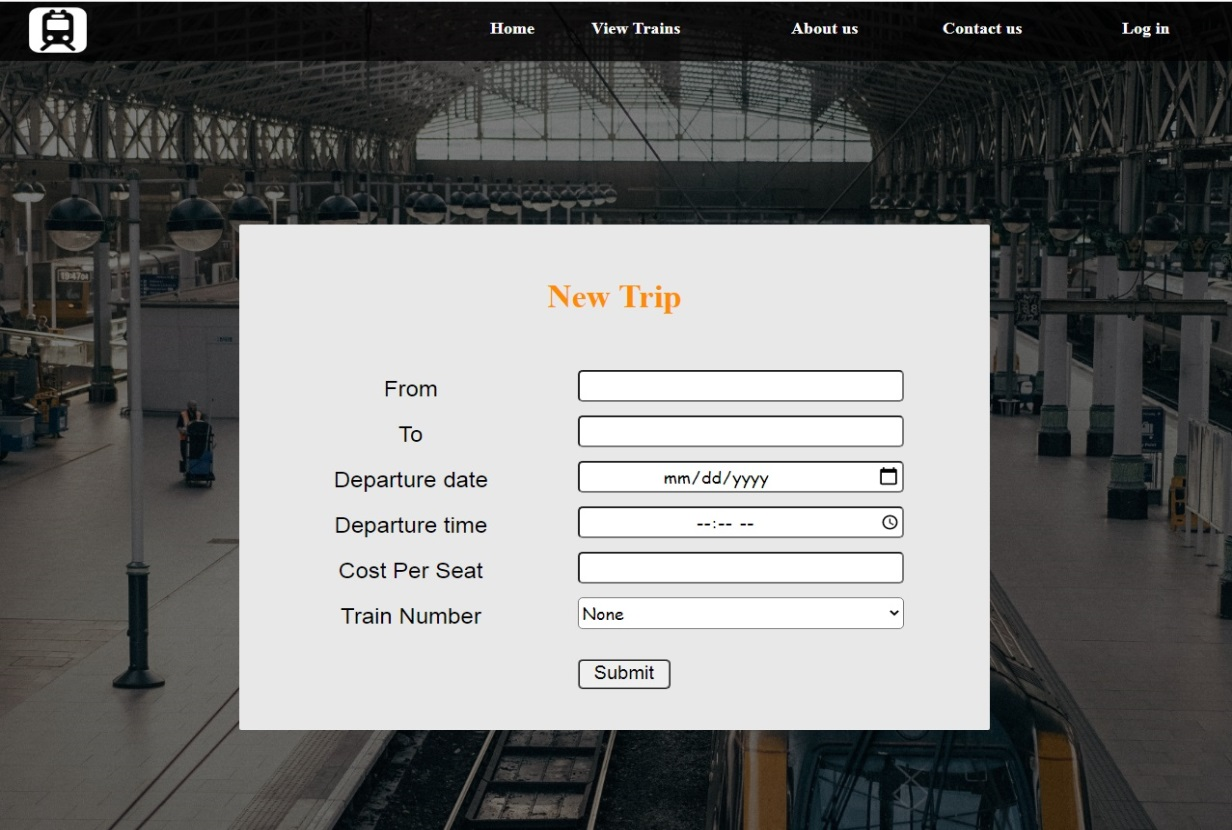 Home View Trains About us Contact us Log in
New Trip
From
To
Departure date mm/dd/yyyy
Departure time --:-- --
Cost Per Seat
Train Number None
Submit